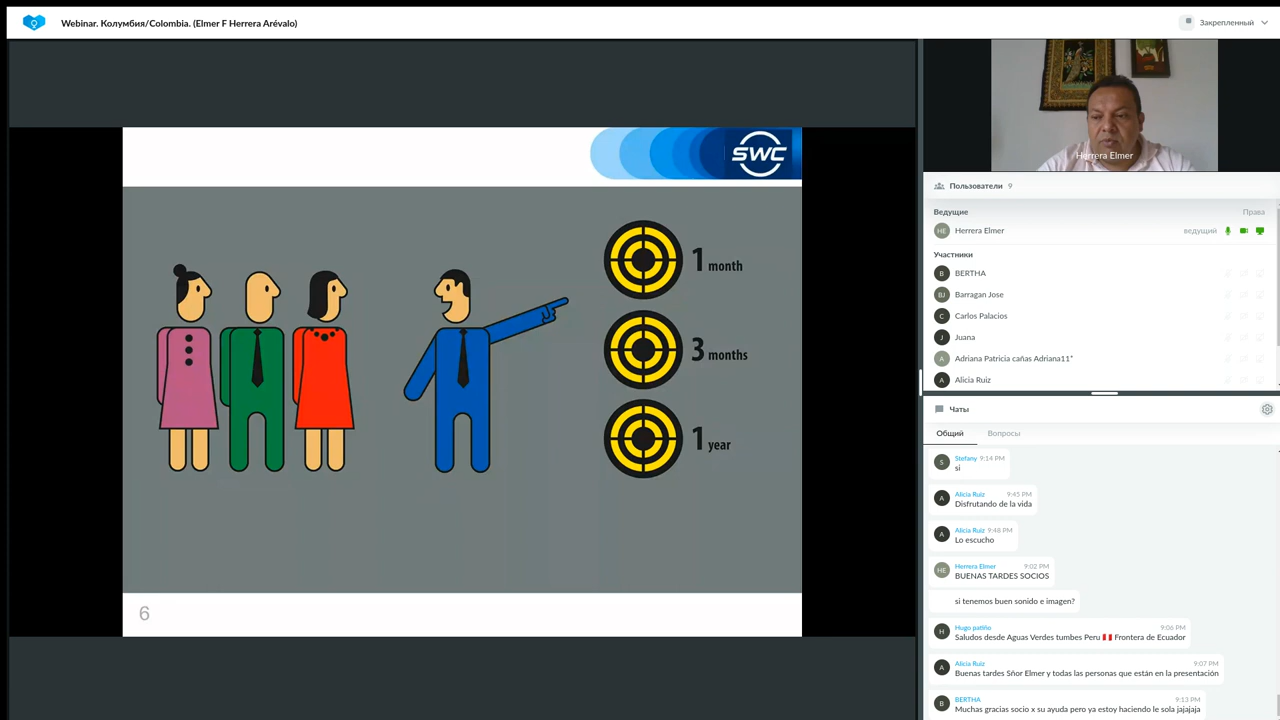 Webinar. Колумбия/Colombia. (Elmer F Herrera Arévalo)
Закрепленный
SWC
1 month
3 months
1 year
6
Herrera Elmer
Пользователи 9
Ведущие
Права
HE
Herrera Elmer
ведущий
Участники
B
BERTHA
BJ
Barragan Jose
C
Carlos Palacios
J
Juana
A
Adriana Patricia cañas Adriana11*
A
Alicia Ruiz
Чаты
Общий
Вопросы
S
Stefany 9:14 PM
si
A
Alicia Ruiz 9:45 PM
Disfrutando de la vida
A
Alicia Ruiz 9:48 PM
Lo escucho
HE
Herrera Elmer 9:02 PM
BUENAS TARDES SOCIOS
si tenemos buen sonido e imagen?
H
Hugo patiño 9:06 PM
Saludos desde Aguas Verdes tumbes Peru 🇵🇪 Frontera de Ecuador
A
Alicia Ruiz 9:07 PM
Buenas tardes Sñor Elmer y todas las personas que están en la presentación
B
BERTHA 9:13 PM
Muchas gracias socio x su ayuda pero ya estoy haciendo le sola jajajaja